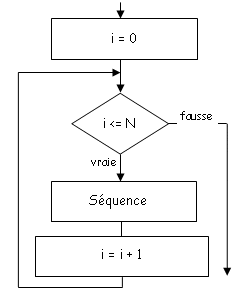 i = 0
i <= N
fausse
vraie
Séquence
i = i + 1